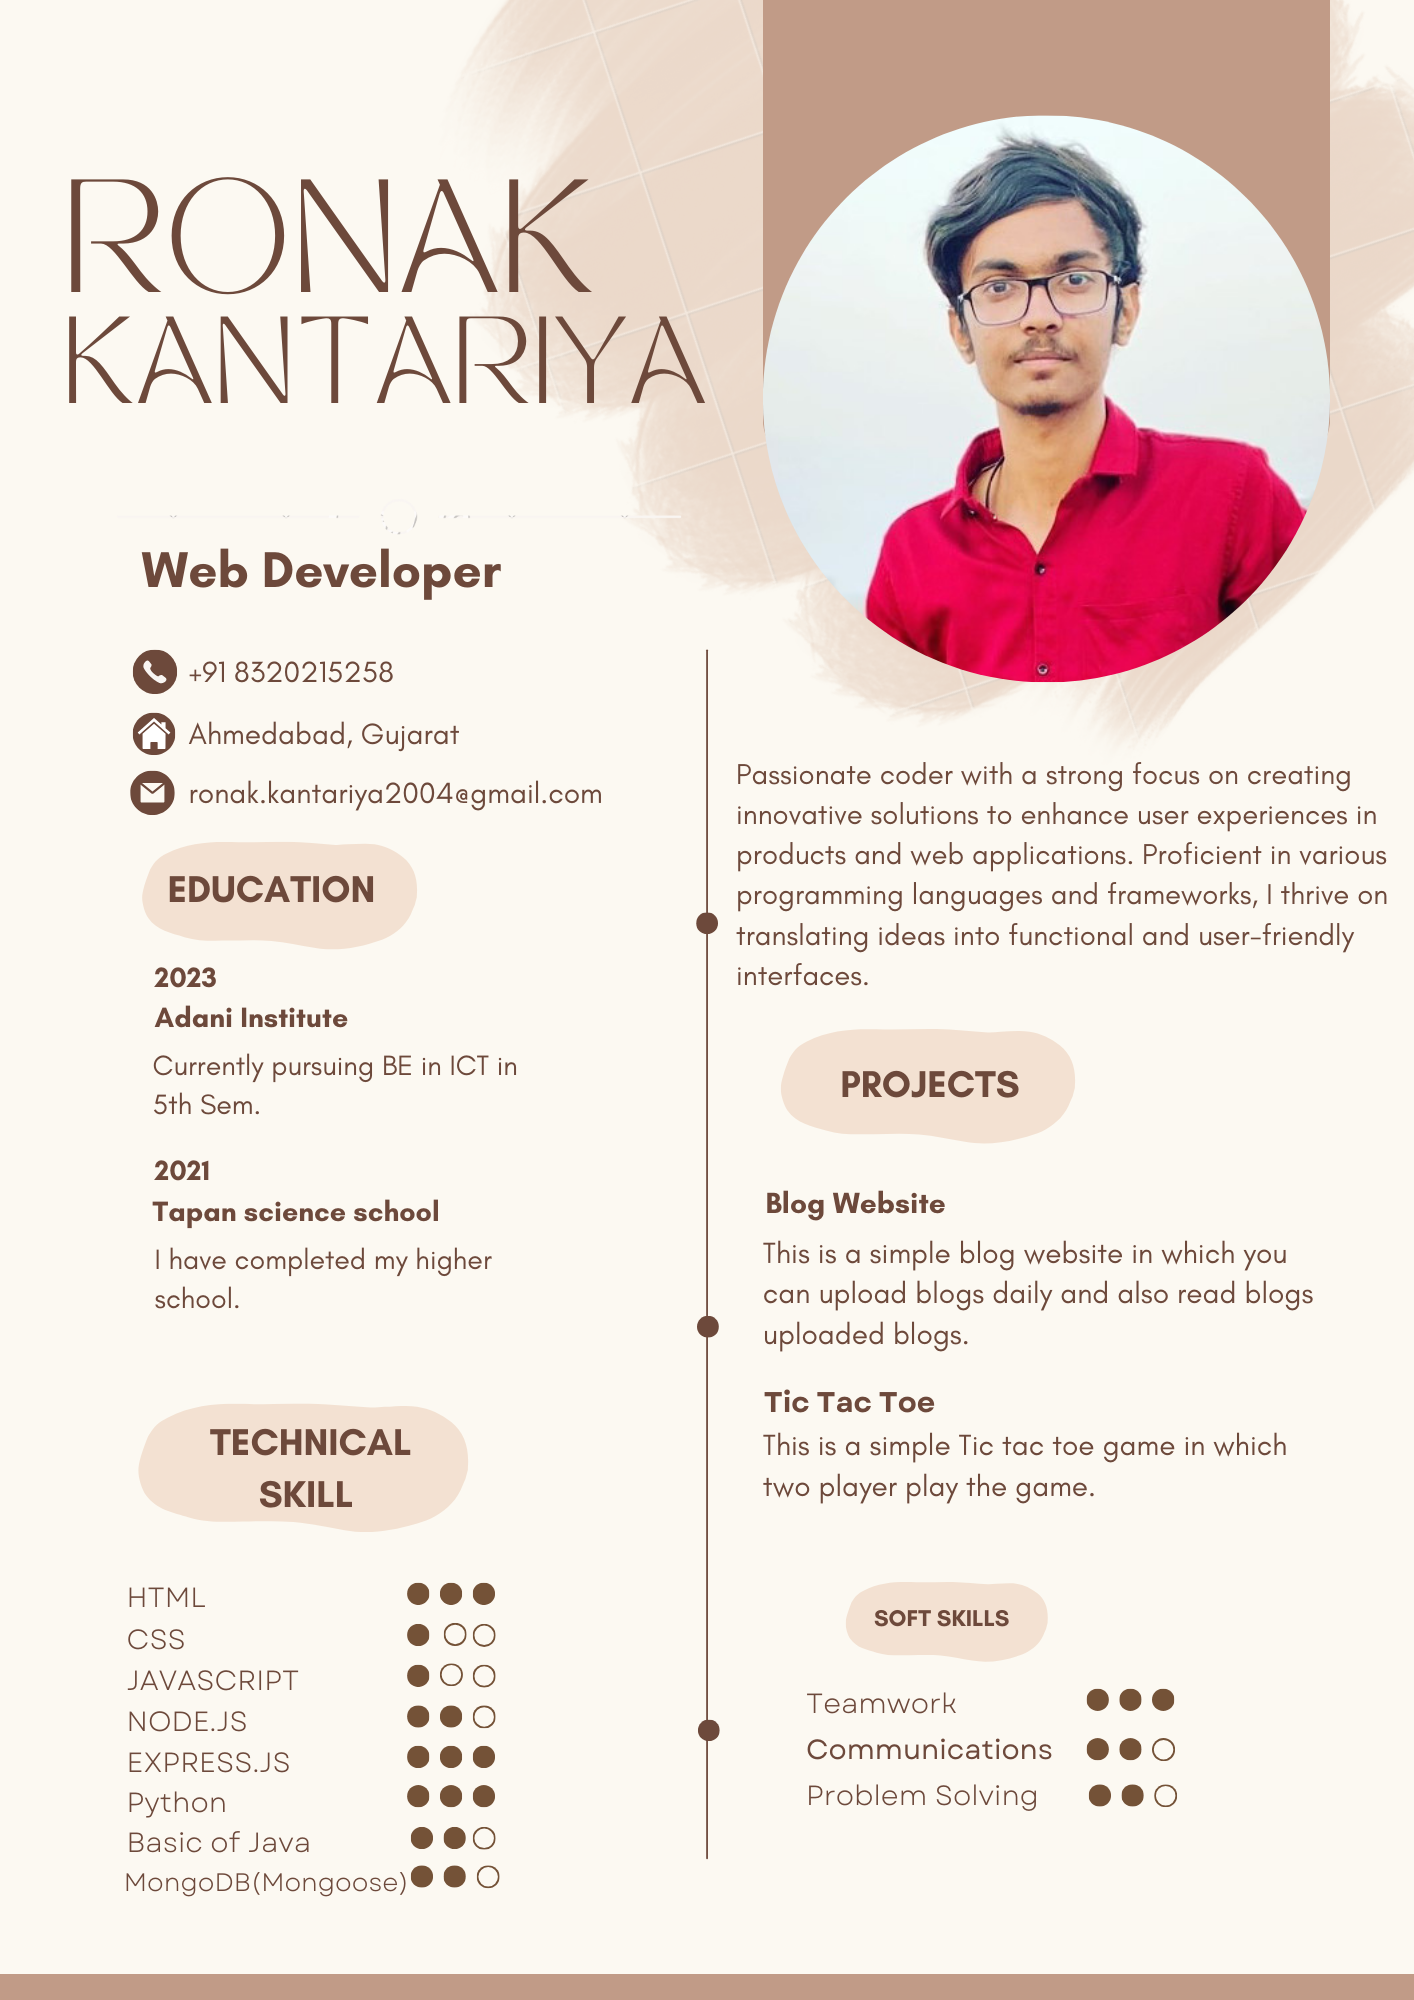 RONAK
KANTARIYA
Web Developer
+91 8320215258
Ahmedabad, Gujarat
ronak.kantariya2004@gmail.com
EDUCATION
2023
Adani Institute
Currently pursuing BE in ICT in
5th Sem.
2021
Tapan science school
I have completed my higher
school.
TECHNICAL
SKILL
HTML
CSS
JAVASCRIPT
NODE.JS
EXPRESS.JS
Python
Basic of Java
MongoDB(Mongoose)
Passionate coder with a strong focus on creating
innovative solutions to enhance user experiences in
products and web applications. Proficient in various
programming languages and frameworks, I thrive on
translating ideas into functional and user-friendly
interfaces.
PROJECTS
Blog Website
This is a simple blog website in which you
can upload blogs daily and also read blogs
uploaded blogs.
Tic Tac Toe
This is a simple Tic tac toe game in which
two player play the game.
SOFT SKILLS
Teamwork
Communications
Problem Solving